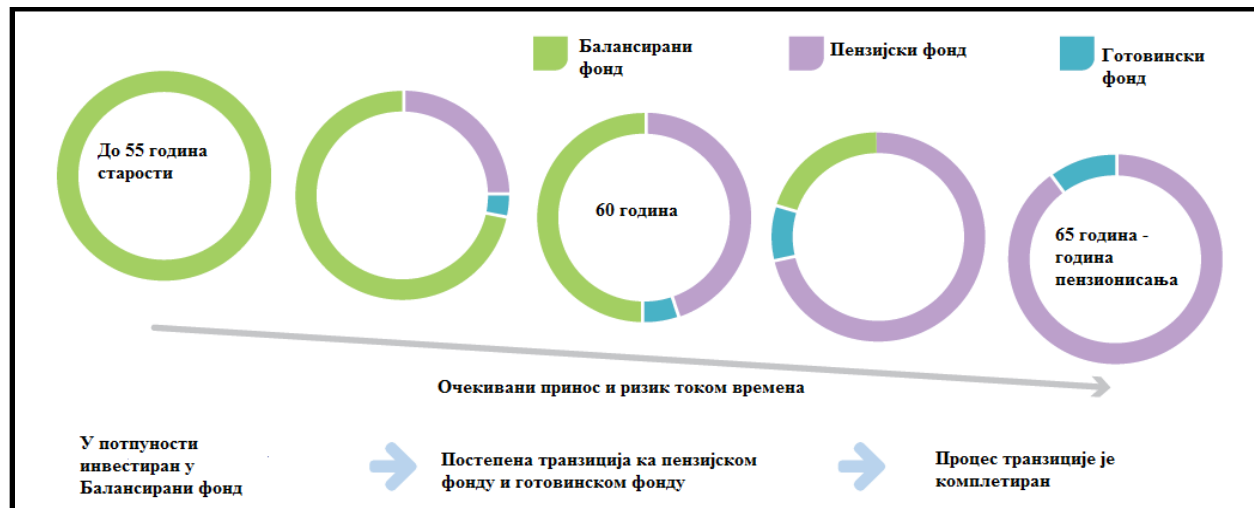 Балансирани
фонд
Пензијски фонд
Готовински
фонд
До 55 година
старости
60 година
65 година -
година
пензионисања
Очекивани принос и ризик током времена
У потпуности
инвестиран у
Балансирани фонд
Постепена транзиција ка пензијском
фонду и готовинском фонду
Процес транзиције је
комплетиран